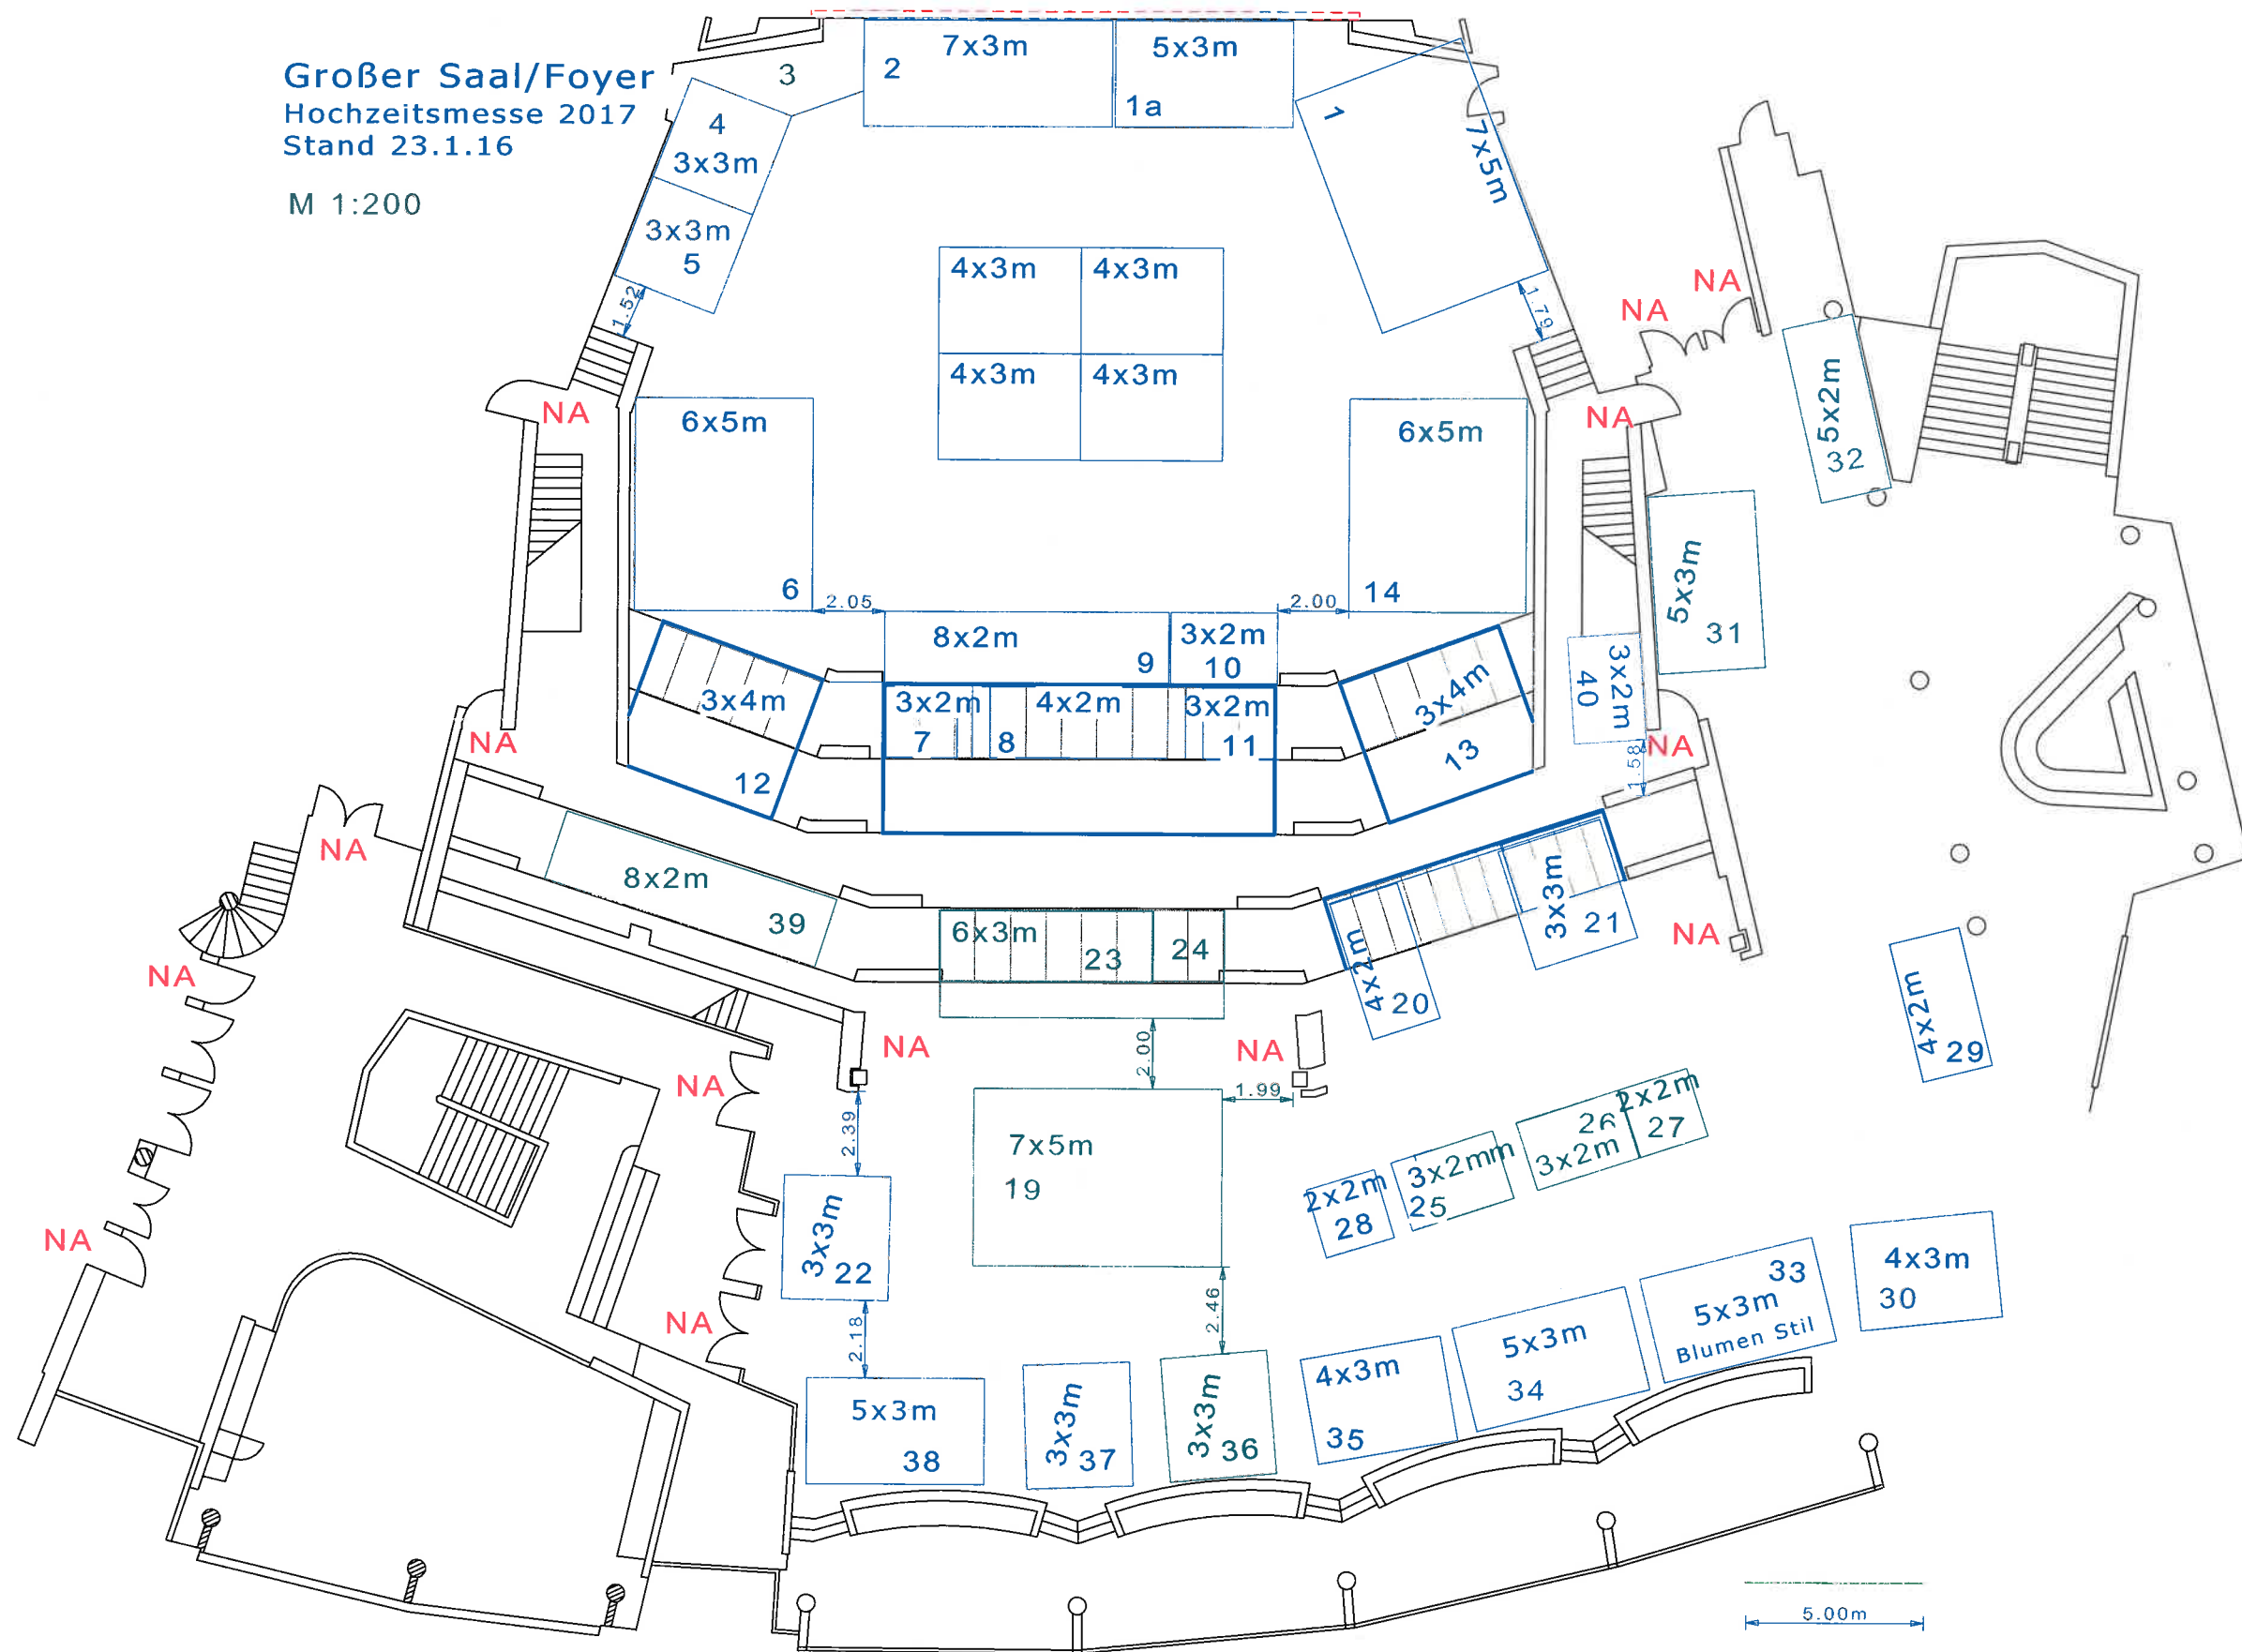 Großer Saal/Foyer
Hochzeitsmesse 2017
Stand 23.1.16
M 1:200
3
7x3m
2
5x3m
1a
1
7x5m
4
3x3m
3x3m
5
1.52
1.79
4x3m
4x3m
4x3m
4x3m
NA
NA
NA
NA
6x5m
6
6x5m
14
5x2m
32
5x3m
31
2.05
2.00
8x2m
9
3x2m
10
3x2m
40
3x4m
12
3x2m
7
8
4x2m
3x2m
11
3x4m
13
NA
NA
1.58
NA
8x2m
39
6x3m
23
24
4x2m
20
3x3m
21
NA
NA
4x2m
29
NA
NA
NA
2.00
1.99
2.39
7x5m
19
2x2m
28
3x2mm
25
26
3x2m
2x2m
27
NA
3x3m
22
NA
2.18
2.46
4x3m
30
33
5x3m
Blumen Stil
5x3m
34
4x3m
35
3x3m
36
3x3m
37
5x3m
38
5.00m